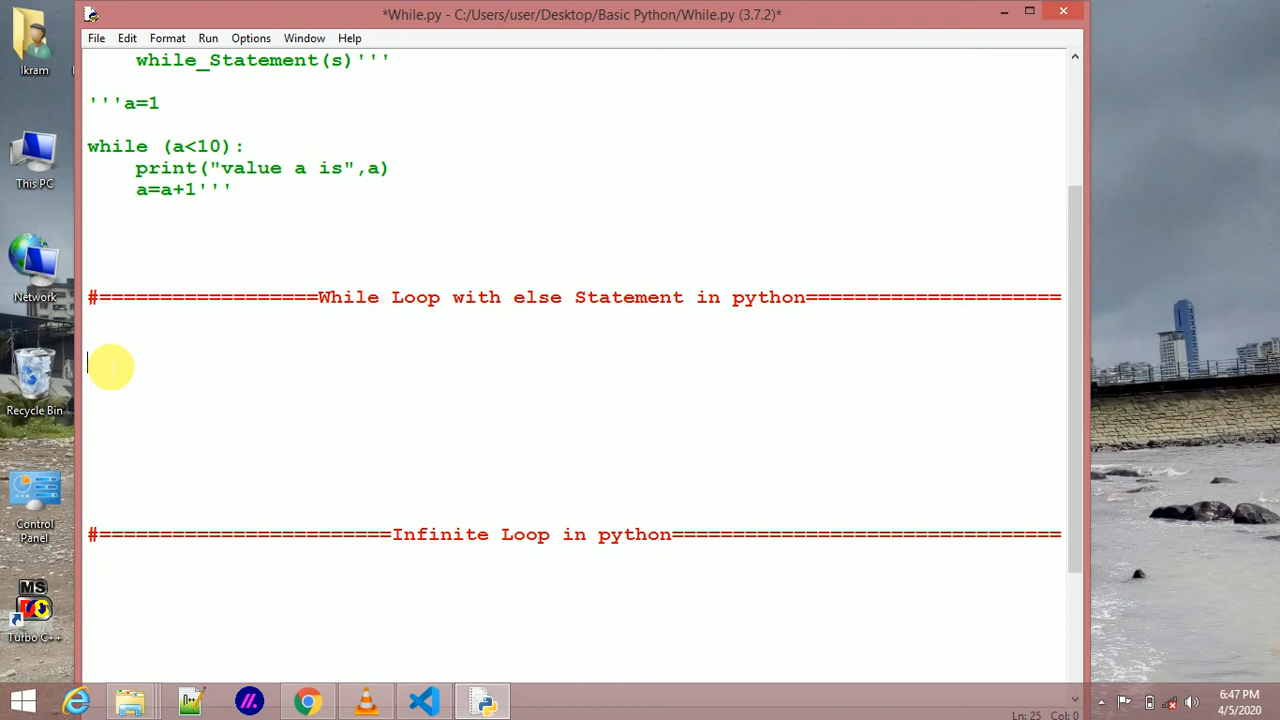 *While.py - C:/Users/user/Desktop/Basic Python/While.py (3.7.2)*
File Edit Format Run Options Window Help
while_Statement(s)'''
'''a=1
while (a<10):
print("value a is",a)
a=a+1'''
#==================While Loop with else Statement in python=====================
#========================Infinite Loop in python================================
Ikram
This PC
Network
Recycle Bin
Control
Panel
MS
Turbo C++
Ln: 25 Col: 0
6:47 PM
4/5/2020